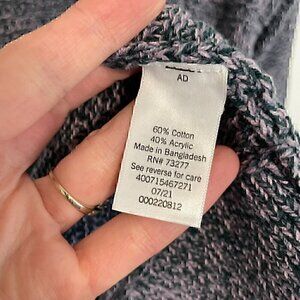 AD
60% Cotton
40% Acrylic
Made in Bangladesh
RN# 73277
See reverse for care
400715467271
07/21
000220812